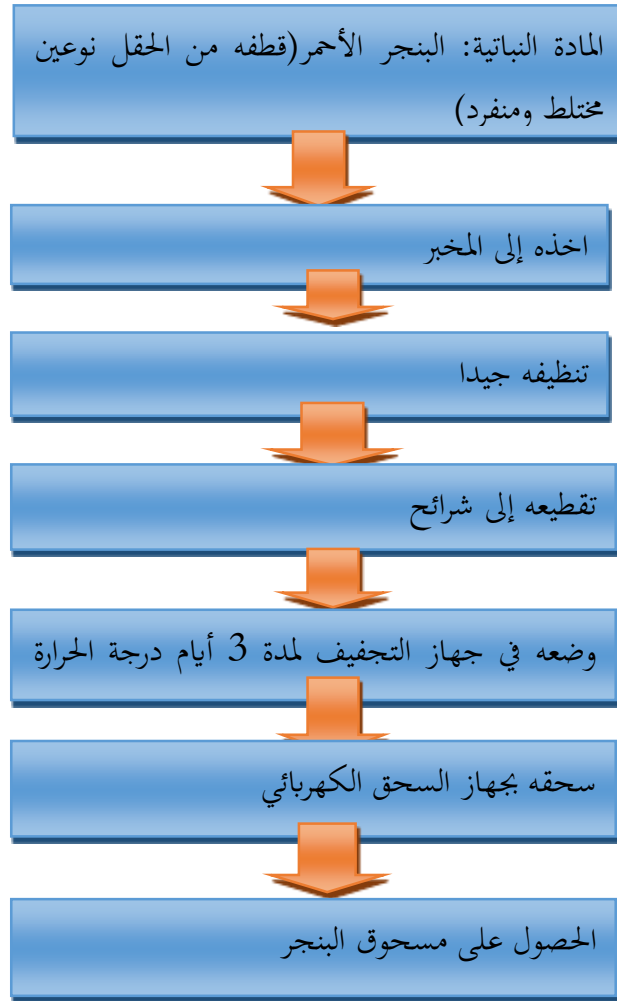 المادة النباتية: البنجر الأحمر(قطفه من الحقل نوعين
مختلط ومنفرد)
اخذه إلى المخبر
تنظيفه جيدا
تقطيعه إلى شرائح
وضعه في جهاز التجفيف لمدة 3 أيام درجة الحرارة
سحقه بجهاز السحق الكهربائي
الحصول على مسحوق البنجر